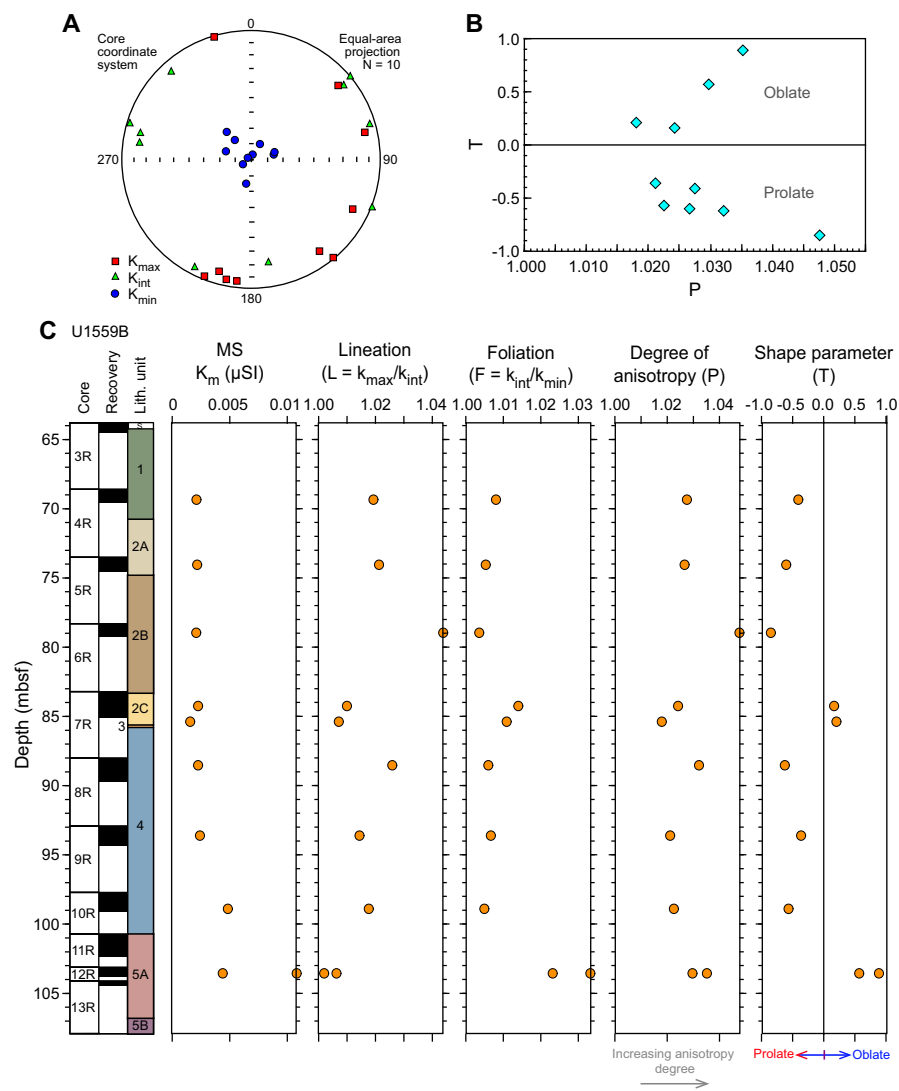 A
Core
coordinate
system
0
Equal-area
projection
N = 10
270
90
180
Kmax
Kint
Kmin
B
1.0
0.5
0.0
-0.5
-1.0
T
Oblate
Prolate
1.000 1.010 1.020 1.030 1.040 1.050
P
C U1559B
MS
Km (µSI)
Lineation
(L = kmax/kint)
Foliation
(F = kint/kmin)
Degree of
anisotropy (P)
Shape parameter
(T)
Core
Recovery
Lith. unit
0 0.005 0.01
1.00 1.02 1.04
1.00 1.01 1.02 1.03
1.00 1.02 1.04
-1.0 -0.5 0.0 0.5 1.0
Depth (mbsf)
65
70
75
80
85
90
95
100
105
3R
4R
5R
6R
7R
8R
9R
10R
11R
12R
13R
S
1
2A
2B
2C
3
4
5A
5B
Increasing anisotropy
degree
Prolate
Oblate